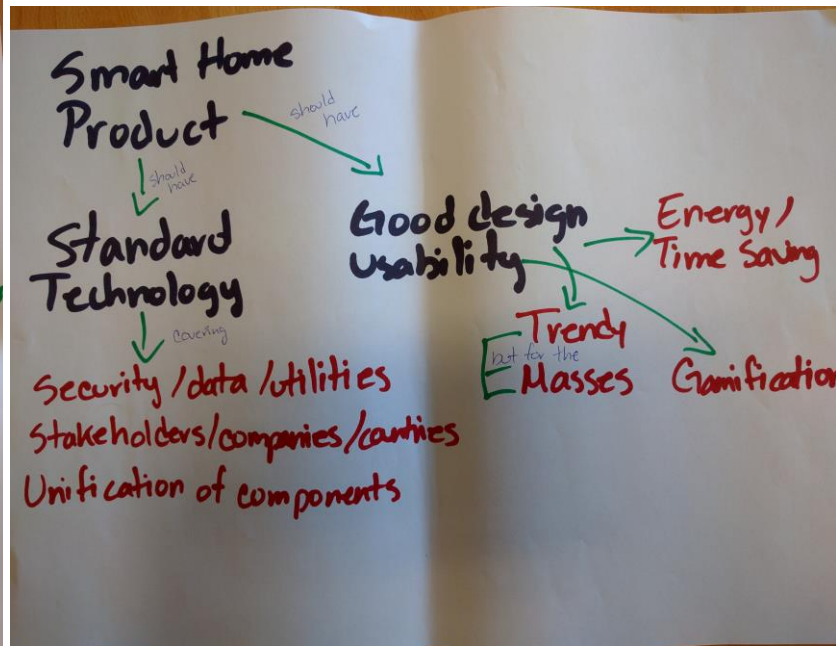 Smart Home
Product
should
have
should
have
Standard
Technology
Good design
Usability
Energy/
Time Saving
covering
Trendy
but for the
Masses
Gamification
Security/data/utilities
Stakeholders/companies/countries
Unification of components